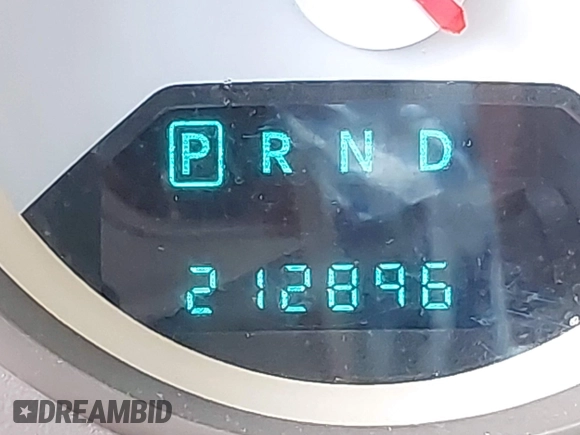 P R N D
212896
DREAMBID